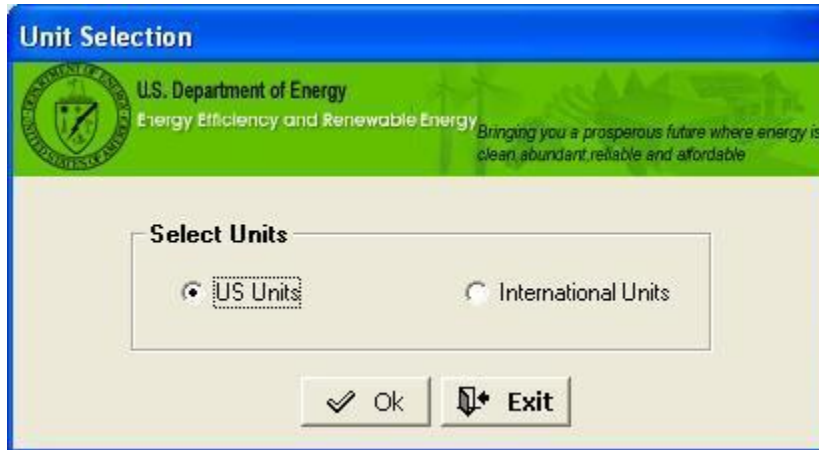 Unit Selection
U.S. Department of Energy
Energy Efficiency and Renewable Energy
Bringing you a prosperous future where energy is
clean,abundant,reliable and affordable
Select Units
US Units
International Units
Ok
Exit